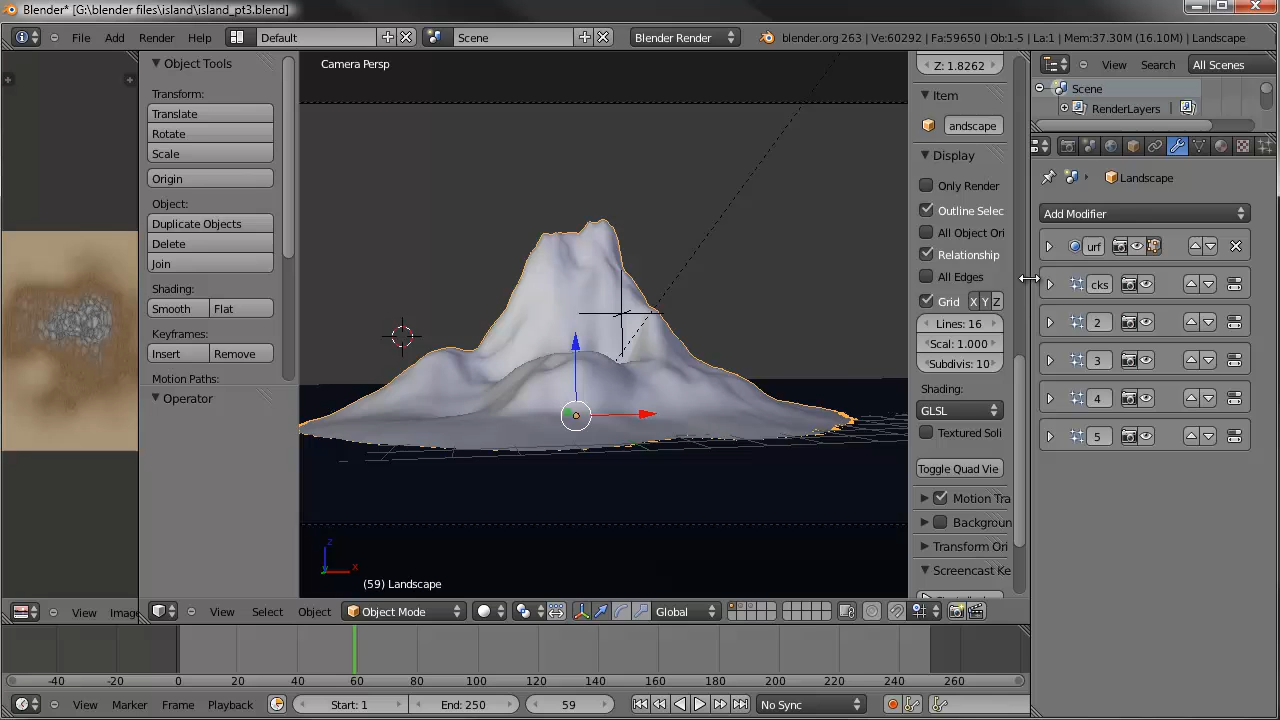 Blender* [G:\blender files\island\island_pt3.blend]
File Add Render Help Default Scene Blender Render blender.org 263 | Ve:60292 | Fa:59650 | Ob:1-5 | La:1 | Mem:37.30M (16.10M) | Landscape
Object Tools
Transform:
Translate
Rotate
Scale
Origin
Object:
Duplicate Objects
Delete
Join
Shading:
Smooth Flat
Keyframes:
Insert Remove
Motion Paths:
Operator
Camera Persp
(59) Landscape
z
x
Z: 1.8262
Item
andscape
Display
Only Render
Outline Selec
All Object Ori
Relationship
All Edges
Grid X Y Z
Lines: 16
Scal: 1.000
Subdivis: 10
Shading:
GLSL
Textured Soli
Toggle Quad Vie
Motion Tra
Backgroun
Transform Ori
Screencast Ke
View Search All Scenes
Scene
RenderLayers
Landscape
Add Modifier
urf
cks
2
3
4
5
View Imag
View Select Object Object Mode Global
-40 -20 0 20 40 60 80 100 120 140 160 180 200 220 240 260
View Marker Frame Playback Start: 1 End: 250 59 No Sync